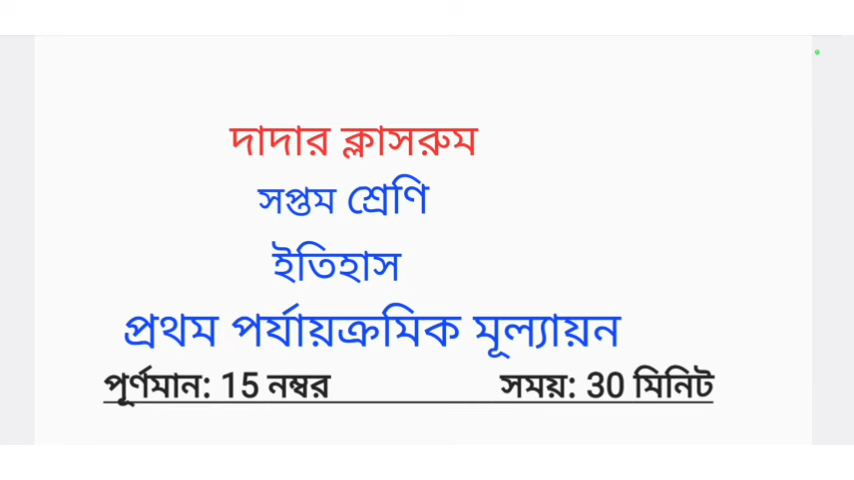 দাদার ক্লাসরুম
সপ্তম শ্রেণি
ইতিহাস
প্রথম পর্যায়ক্রমিক মূল্যায়ন
পূর্ণমান: 15 নম্বর সময়: 30 মিনিট